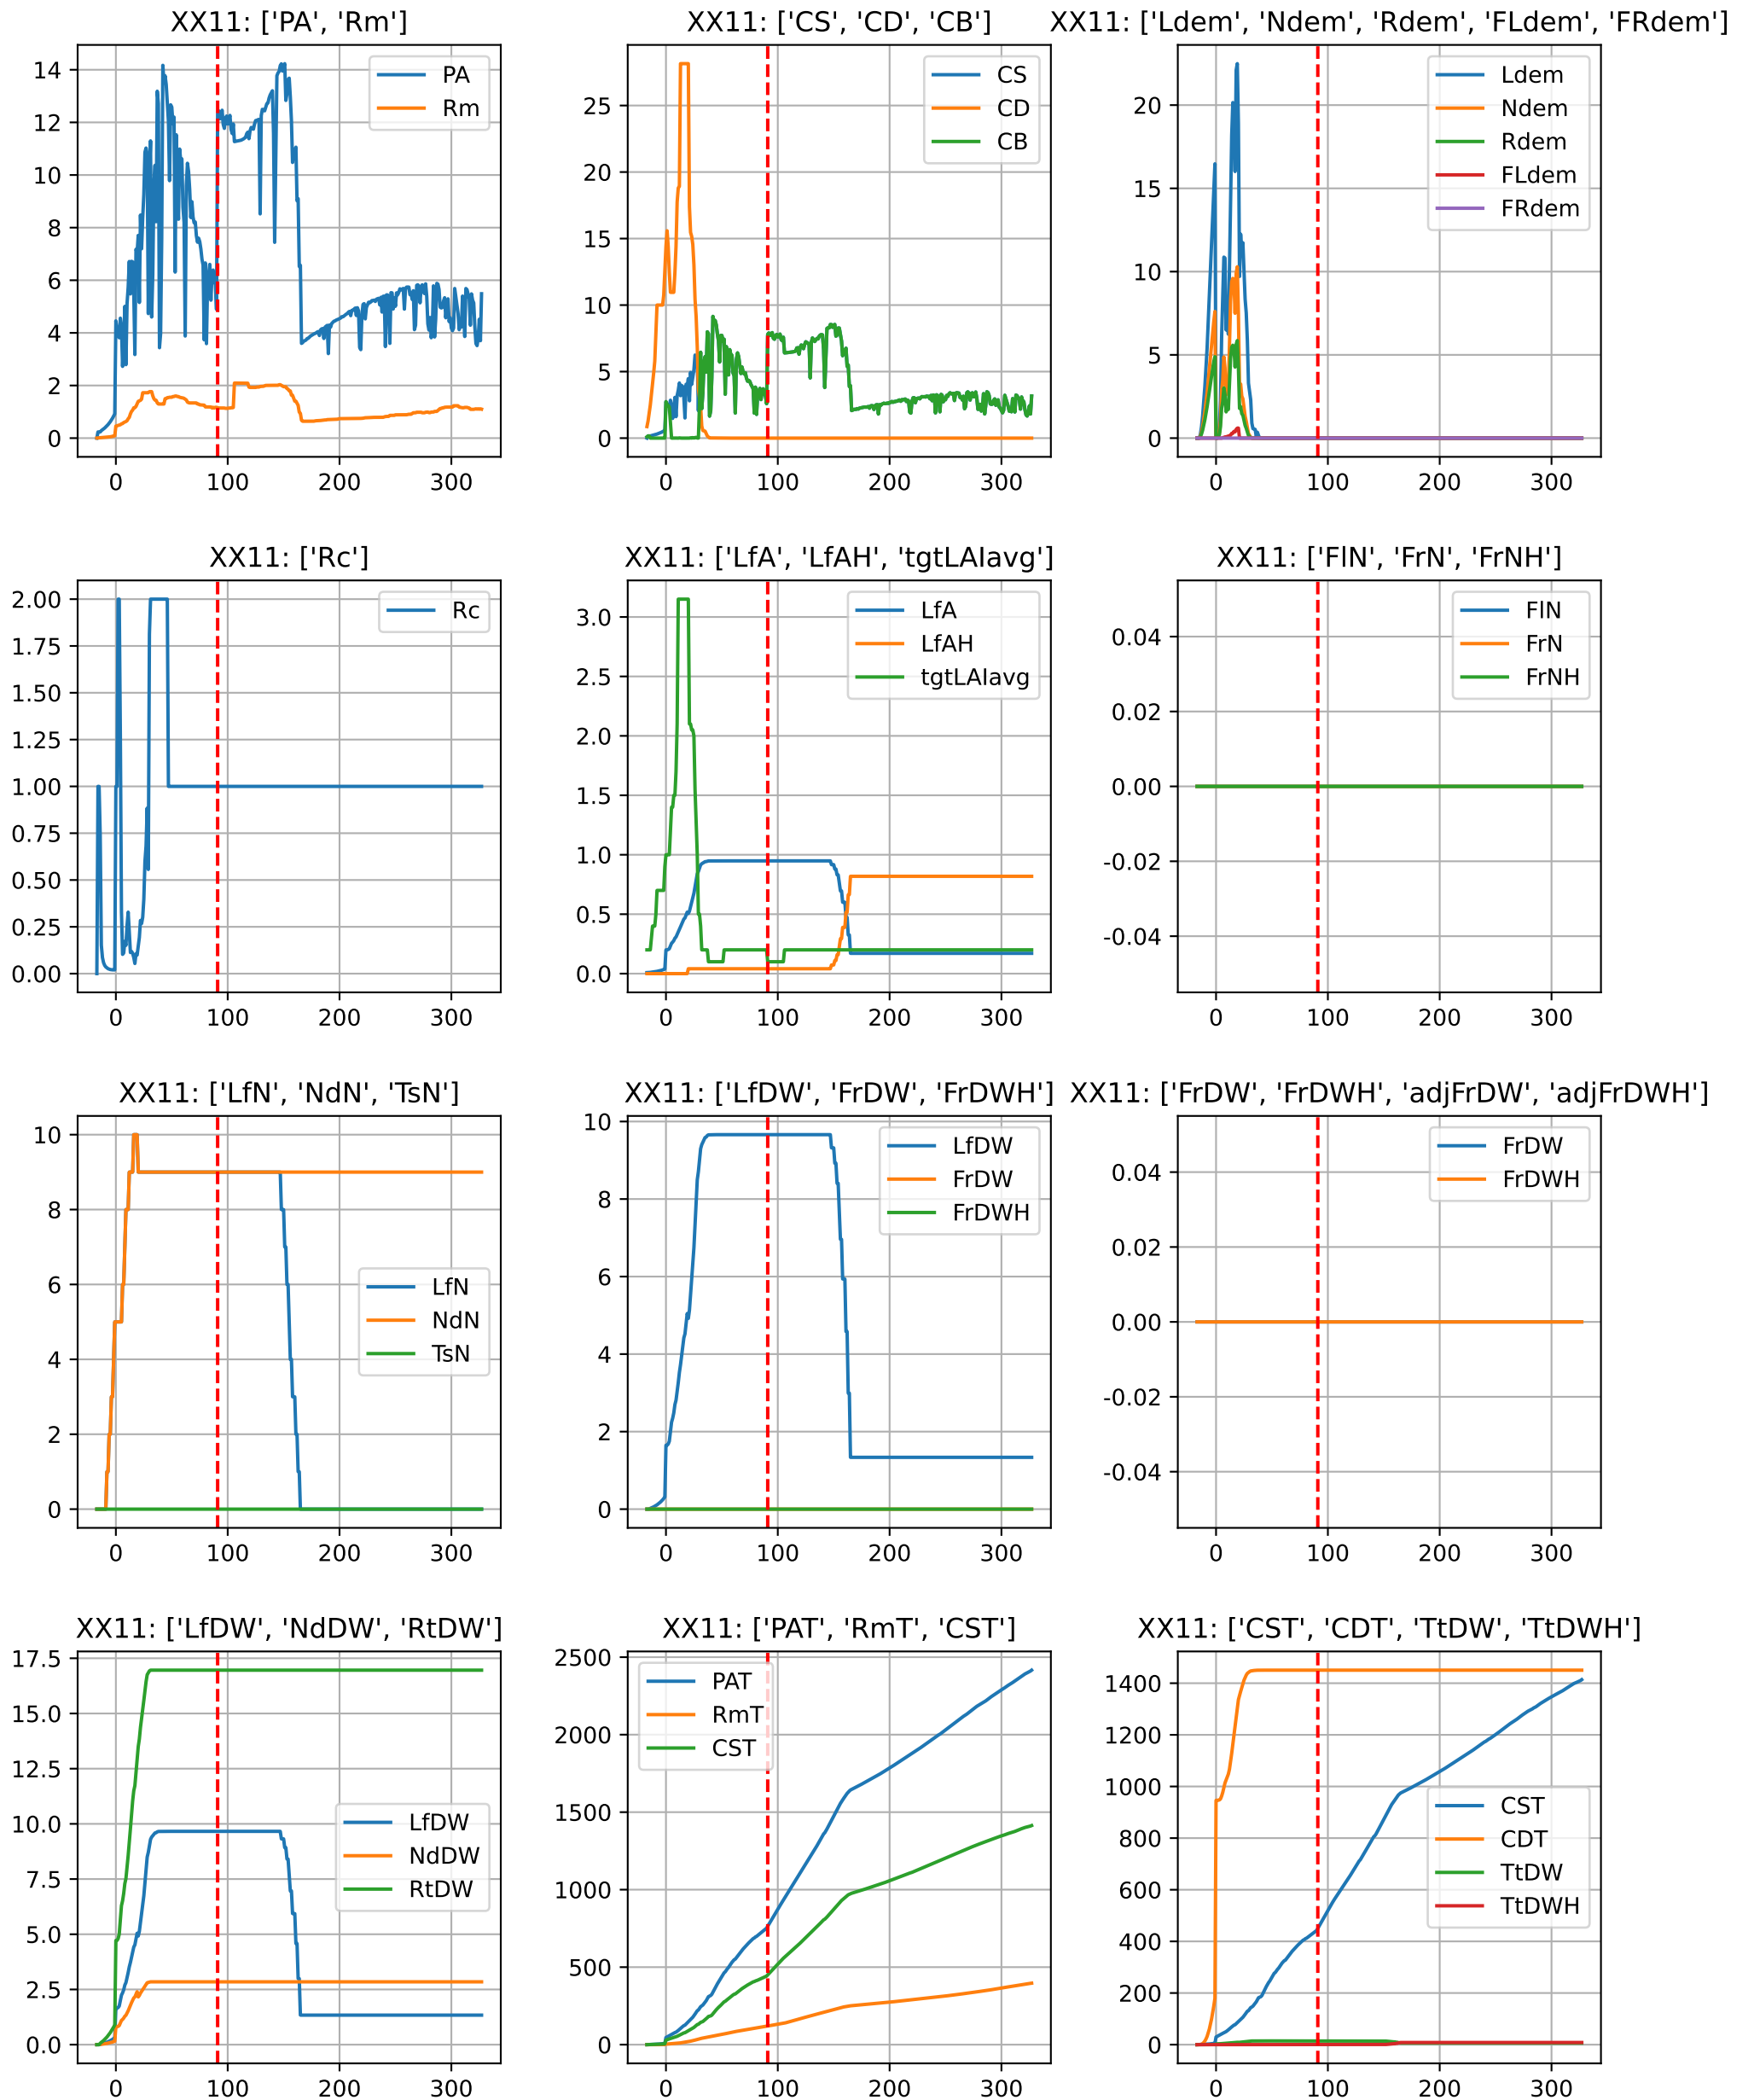 XX11: ['PA', 'Rm']
14
12
10
8
6
4
2
0
0 100 200 300
PA
Rm
XX11: ['CS', 'CD', 'CB']
25
20
15
10
5
0
0 100 200 300
CS
CD
CB
XX11: ['Ldem', 'Ndem', 'Rdem', 'FLdem', 'FRdem']
20
15
10
5
0
0 100 200 300
Ldem
Ndem
Rdem
FLdem
FRdem
XX11: ['Rc']
2.00
1.75
1.50
1.25
1.00
0.75
0.50
0.25
0.00
0 100 200 300
Rc
XX11: ['LfA', 'LfAH', 'tgtLAIavg']
3.0
2.5
2.0
1.5
1.0
0.5
0.0
0 100 200 300
LfA
LfAH
tgtLAIavg
XX11: ['FlN', 'FrN', 'FrNH']
0.04
0.02
0.00
-0.02
-0.04
0 100 200 300
FlN
FrN
FrNH
XX11: ['LfN', 'NdN', 'TsN']
10
8
6
4
2
0
0 100 200 300
LfN
NdN
TsN
XX11: ['LfDW', 'FrDW', 'FrDWH']
10
8
6
4
2
0
0 100 200 300
LfDW
FrDW
FrDWH
XX11: ['FrDW', 'FrDWH', 'adjFrDW', 'adjFrDWH']
0.04
0.02
0.00
-0.02
-0.04
0 100 200 300
FrDW
FrDWH
XX11: ['LfDW', 'NdDW', 'RtDW']
17.5
15.0
12.5
10.0
7.5
5.0
2.5
0.0
0 100 200 300
LfDW
NdDW
RtDW
XX11: ['PAT', 'RmT', 'CST']
2500
2000
1500
1000
500
0
0 100 200 300
PAT
RmT
CST
XX11: ['CST', 'CDT', 'TtDW', 'TtDWH']
1400
1200
1000
800
600
400
200
0
0 100 200 300
CST
CDT
TtDW
TtDWH